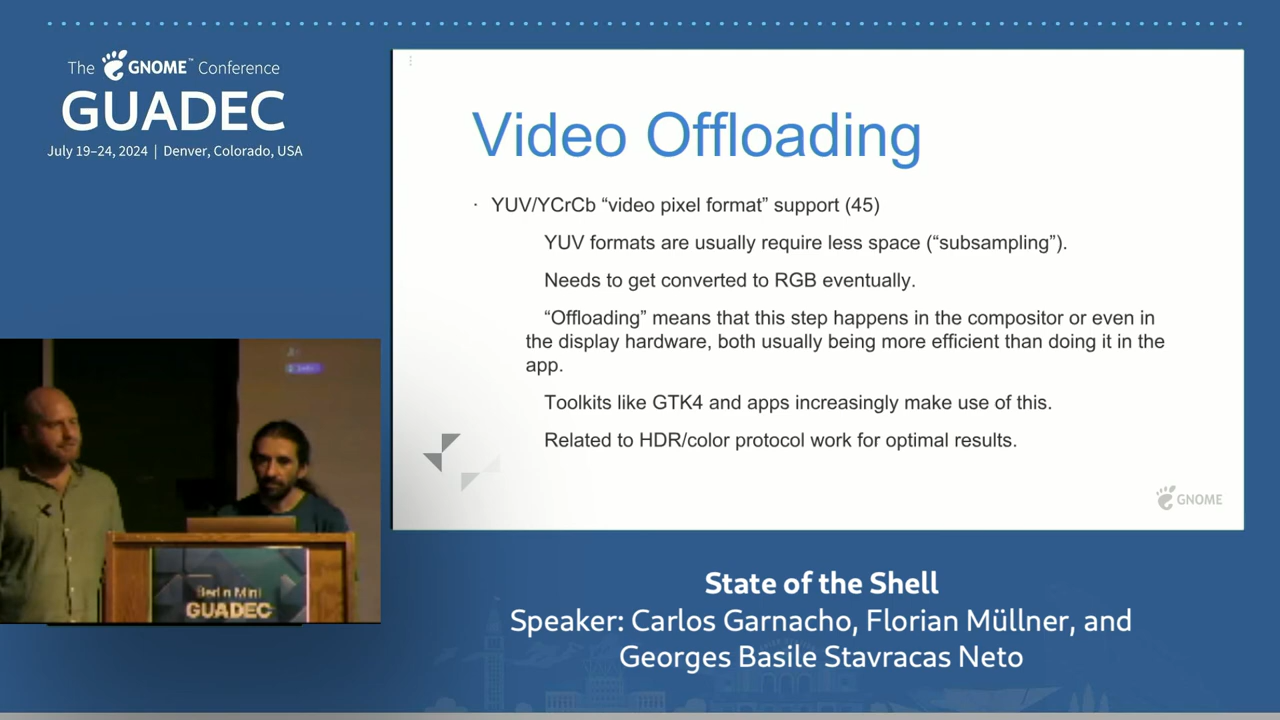 The GNOME™ Conference
GUADEC
July 19–24, 2024 | Denver, Colorado, USA
Video Offloading
· YUV/YCrCb “video pixel format” support (45)
YUV formats are usually require less space (“subsampling”).
Needs to get converted to RGB eventually.
“Offloading” means that this step happens in the compositor or even in
the display hardware, both usually being more efficient than doing it in the
app.
Toolkits like GTK4 and apps increasingly make use of this.
Related to HDR/color protocol work for optimal results.
GNOME
Berlin Mini
GUADEC
State of the Shell
Speaker: Carlos Garnacho, Florian Müllner, and
Georges Basile Stavracas Neto